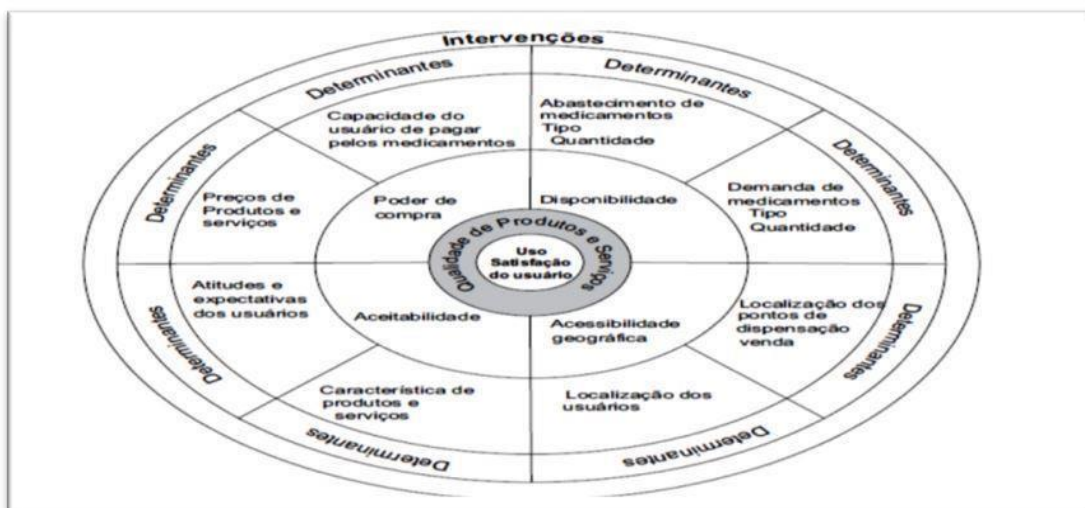 Intervenções
Determinantes
Determinantes
Capacidade do
usuário de pagar
pelos medicamentos
Abastecimento de
medicamentos
Tipo
Quantidade
Determinantes
Determinantes
Preços de
Produtos e
serviços
Poder de
compra
Disponibilidade
Demanda de
medicamentos
Tipo
Quantidade
Qualidade de Produtos e Serviços
Uso
Satisfação
do usuário
Atitudes e
expectativas
dos usuários
Aceitabilidade
Acessibilidade
geográfica
Localização dos
pontos de
dispensação
venda
Determinantes
Determinantes
Característica de
produtos e
serviços
Localização dos
usuários
Determinantes
Determinantes